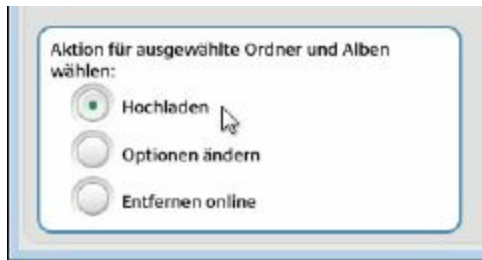 Aktion für ausgewählte Ordner und Alben
wählen:
Hochladen
Optionen ändern
Entfernen online